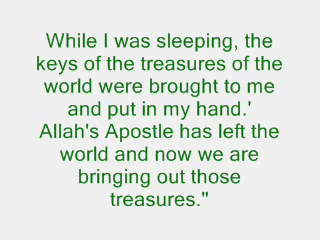 While I was sleeping, the
keys of the treasures of the
world were brought to me
and put in my hand.'
Allah's Apostle has left the
world and now we are
bringing out those
treasures."